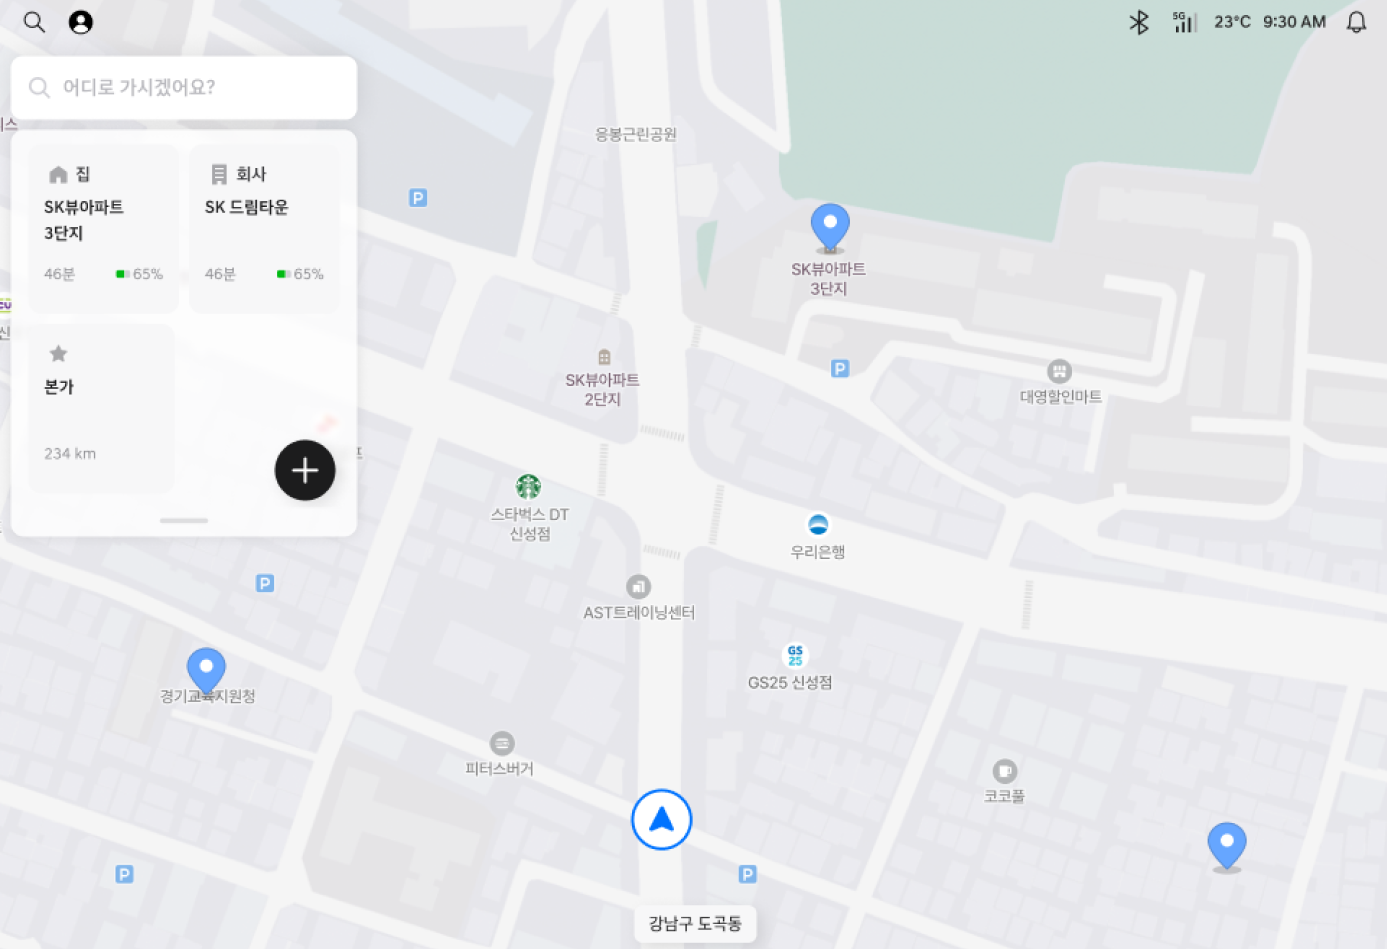 5G
23°C 9:30 AM
어디로 가시겠어요?
집
SK뷰아파트
3단지
46분 65%
회사
SK 드림타운
46분 65%
본가
234 km
응봉근린공원
P
SK뷰아파트
3단지
SK뷰아파트
2단지
P
대영할인마트
스타벅스 DT
신성점
우리은행
P
AST트레이닝센터
GS
25
GS25 신성점
경기교육지원청
피터스버거
코코풀
P
P
강남구 도곡동